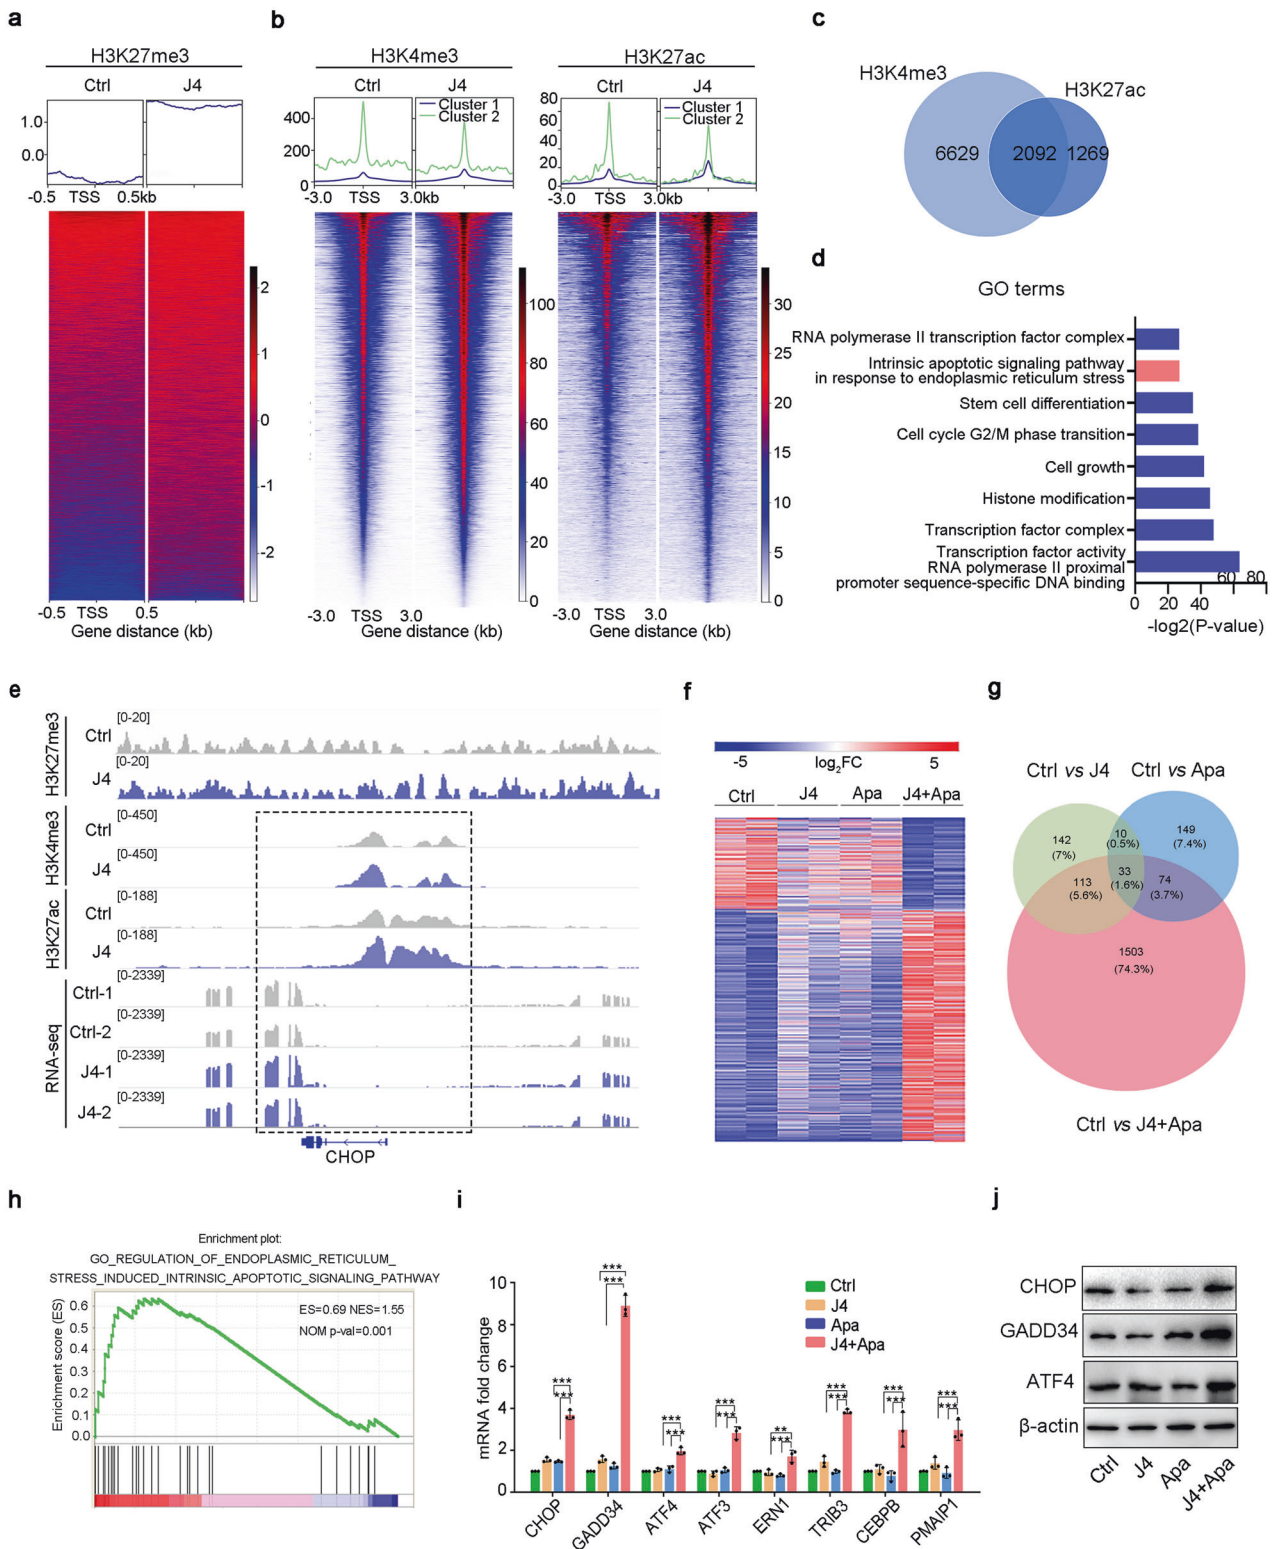 a
H3K27me3
Ctrl
J4
1.0
0.0
-0.5 TSS 0.5kb
2
1
0
-1
-2
-0.5 TSS 0.5
Gene distance (kb)
b
H3K4me3
Ctrl
J4
Cluster 1
Cluster 2
400
200
0
-3.0 TSS 3.0kb
100
80
60
40
20
0
-3.0 TSS 3.0
Gene distance (kb)
H3K27ac
Ctrl
J4
Cluster 1
Cluster 2
80
60
40
20
0
-3.0 TSS 3.0kb
30
25
20
15
10
5
0
-3.0 TSS 3.0
Gene distance (kb)
c
H3K4me3
H3K27ac
6629 2092 1269
d
GO terms
RNA polymerase II transcription factor complex
Intrinsic apoptotic signaling pathway
in response to endoplasmic reticulum stress
Stem cell differentiation
Cell cycle G2/M phase transition
Cell growth
Histone modification
Transcription factor complex
Transcription factor activity
RNA polymerase II proximal
promoter sequence-specific DNA binding
60 80
0 20 40
-log2(P-value)
e
H3K27me3
Ctrl [0-20]
J4 [0-20]
H3K4me3
Ctrl [0-450]
J4 [0-450]
H3K27ac
Ctrl [0-188]
J4 [0-188]
RNA-seq
Ctrl-1 [0-2339]
Ctrl-2 [0-2339]
J4-1 [0-2339]
J4-2 [0-2339]
CHOP
f
-5 log2FC 5
Ctrl J4 Apa J4+Apa
g
Ctrl vs J4
Ctrl vs Apa
142
(7%)
10
(0.5%)
149
(7.4%)
113
(5.6%)
33
(1.6%)
74
(3.7%)
1503
(74.3%)
Ctrl vs J4+Apa
h
Enrichment plot:
GO_REGULATION_OF_ENDOPLASMIC_RETICULUM_
STRESS_INDUCED_INTRINSIC_APOPTOTIC_SIGNALING_PATHWAY
Enrichment score (ES)
0.6
0.5
0.4
0.3
0.2
0.1
0.0
ES=0.69 NES=1.55
NOM p-val=0.001
i
mRNA fold change
10
8
6
4
2
0
Ctrl
J4
Apa
J4+Apa
***
***
***
***
***
***
***
***
**
***
***
***
***
***
***
***
CHOP
GADD34
ATF4
ATF3
ERN1
TRIB3
CEBPB
PMAIP1
j
CHOP
GADD34
ATF4
β-actin
Ctrl
J4
Apa
J4+Apa